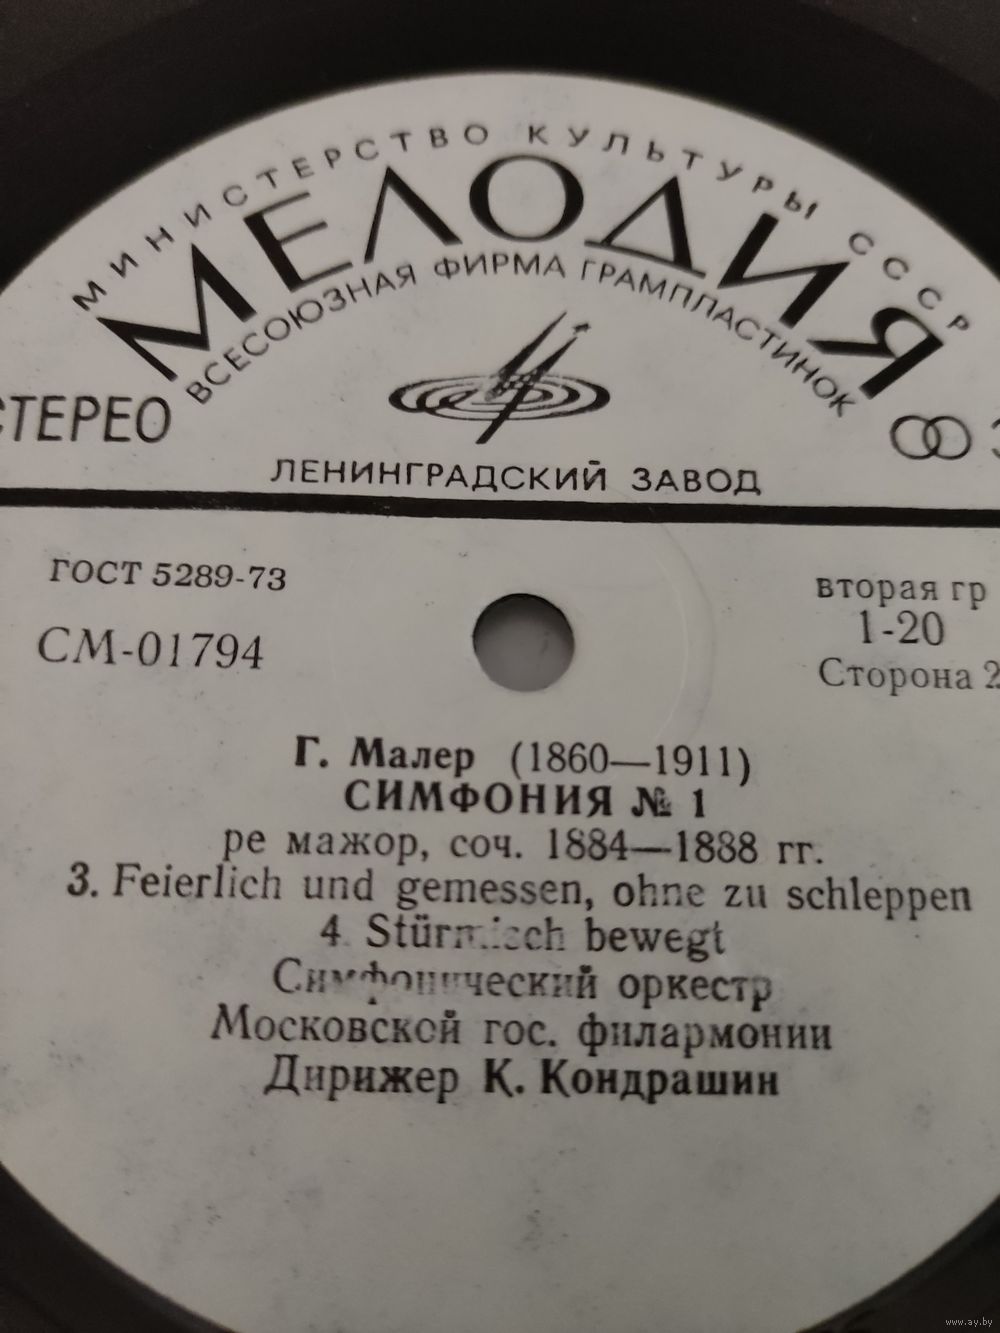 МИНИСТЕРСТВО КУЛЬТУРЫ СССР
МЕЛОДИЯ
ВСЕСОЮЗНАЯ ФИРМА ГРАМПЛАСТИНОК
СТЕРЕО
ЛЕНИНГРАДСКИЙ ЗАВОД
ГОСТ 5289-73
СМ-01794
вторая гр
1-20
Сторона 2
Г. Малер (1860—1911)
СИМФОНИЯ № 1
ре мажор, соч. 1884—1888 гг.
3. Feierlich und gemessen, ohne zu schleppen
4. Stürmisch bewegt
Симфонический оркестр
Московской гос. филармонии
Дирижер К. Кондрашин
www.ay.by